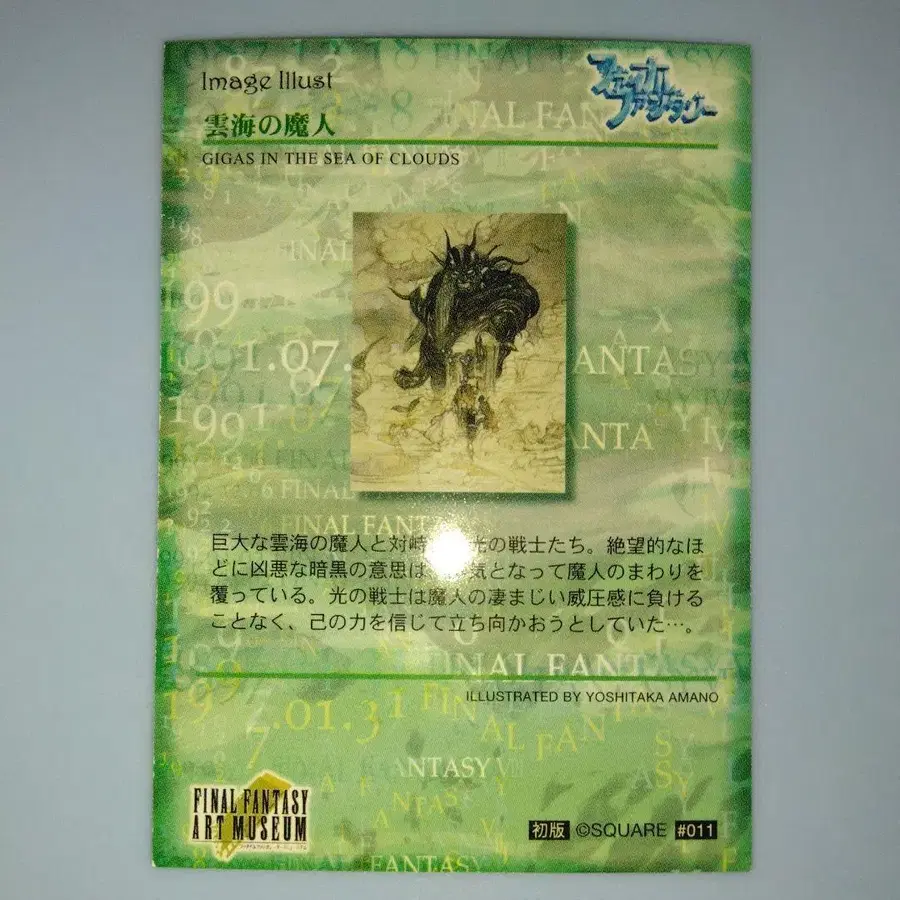 Image Illust
ファイナルファンタジー
雲海の魔人
GIGAS IN THE SEA OF CLOUDS
巨大な雲海の魔人と対峙 光の戦士たち。絶望的なほ
どに凶悪な暗黒の意思は 気となって魔人のまわりを
覆っている。光の戦士は魔人の凄まじい威圧感に負ける
ことなく、己の力を信じて立ち向かおうとしていた…。
ILLUSTRATED BY YOSHITAKA AMANO
FINAL FANTASY
ART MUSEUM
初版 ©SQUARE #011